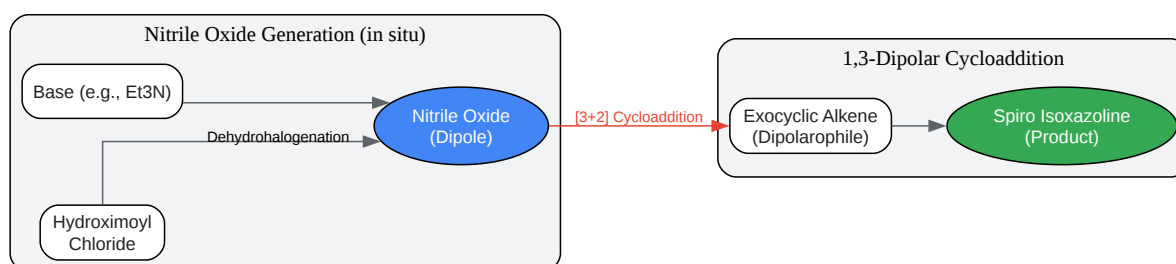 Nitrile Oxide Generation (in situ)
Base (e.g., Et3N)
Dehydrohalogenation
Hydroximoyl
Chloride
Nitrile Oxide
(Dipole)
[3+2] Cycloaddition
1,3-Dipolar Cycloaddition
Exocyclic Alkene
(Dipolarophile)
Spiro Isoxazoline
(Product)